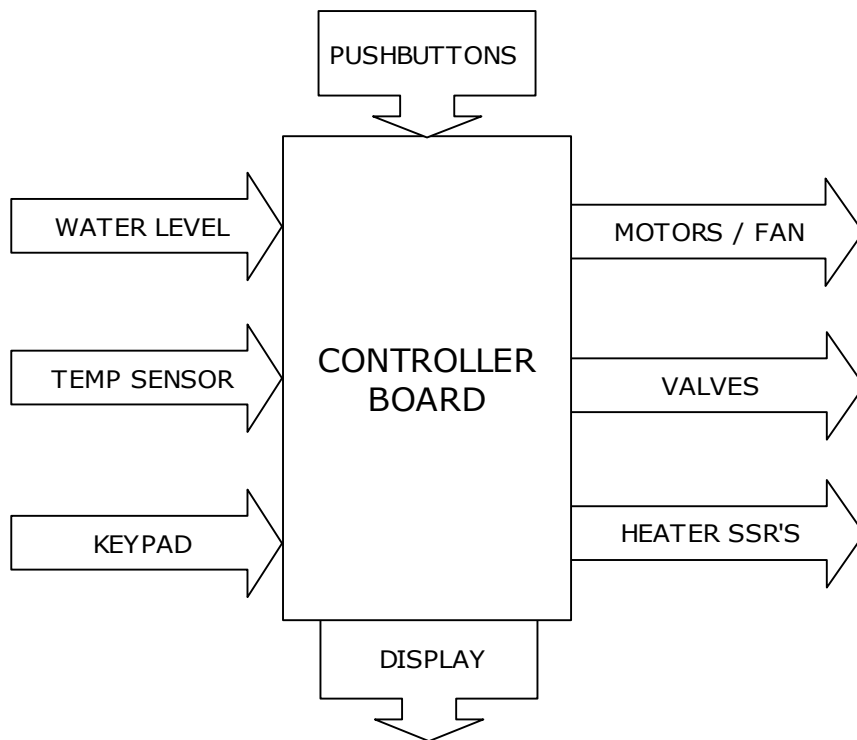 PUSHBUTTONS
WATER LEVEL
MOTORS / FAN
TEMP SENSOR
CONTROLLER
BOARD
VALVES
KEYPAD
HEATER SSR'S
DISPLAY